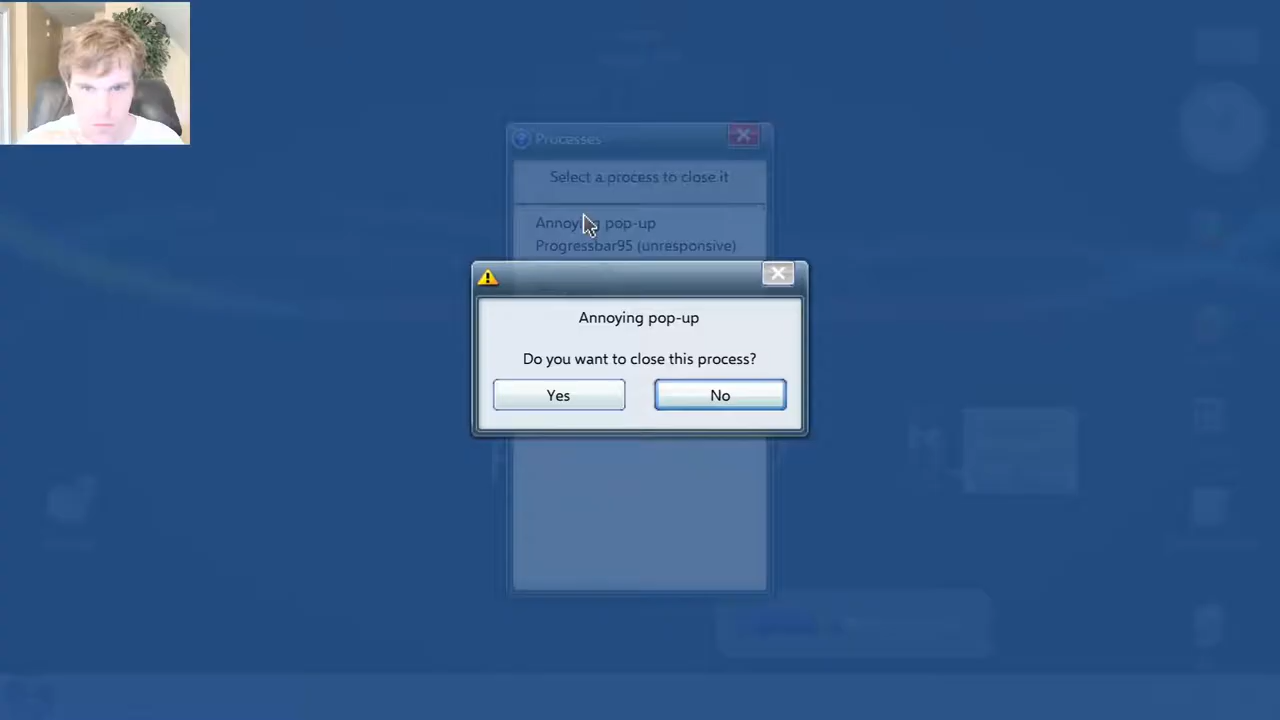 Processes
Select a process to close it
Annoying pop-up
Progressbar95 (unresponsive)
Annoying pop-up
Do you want to close this process?
Yes
No